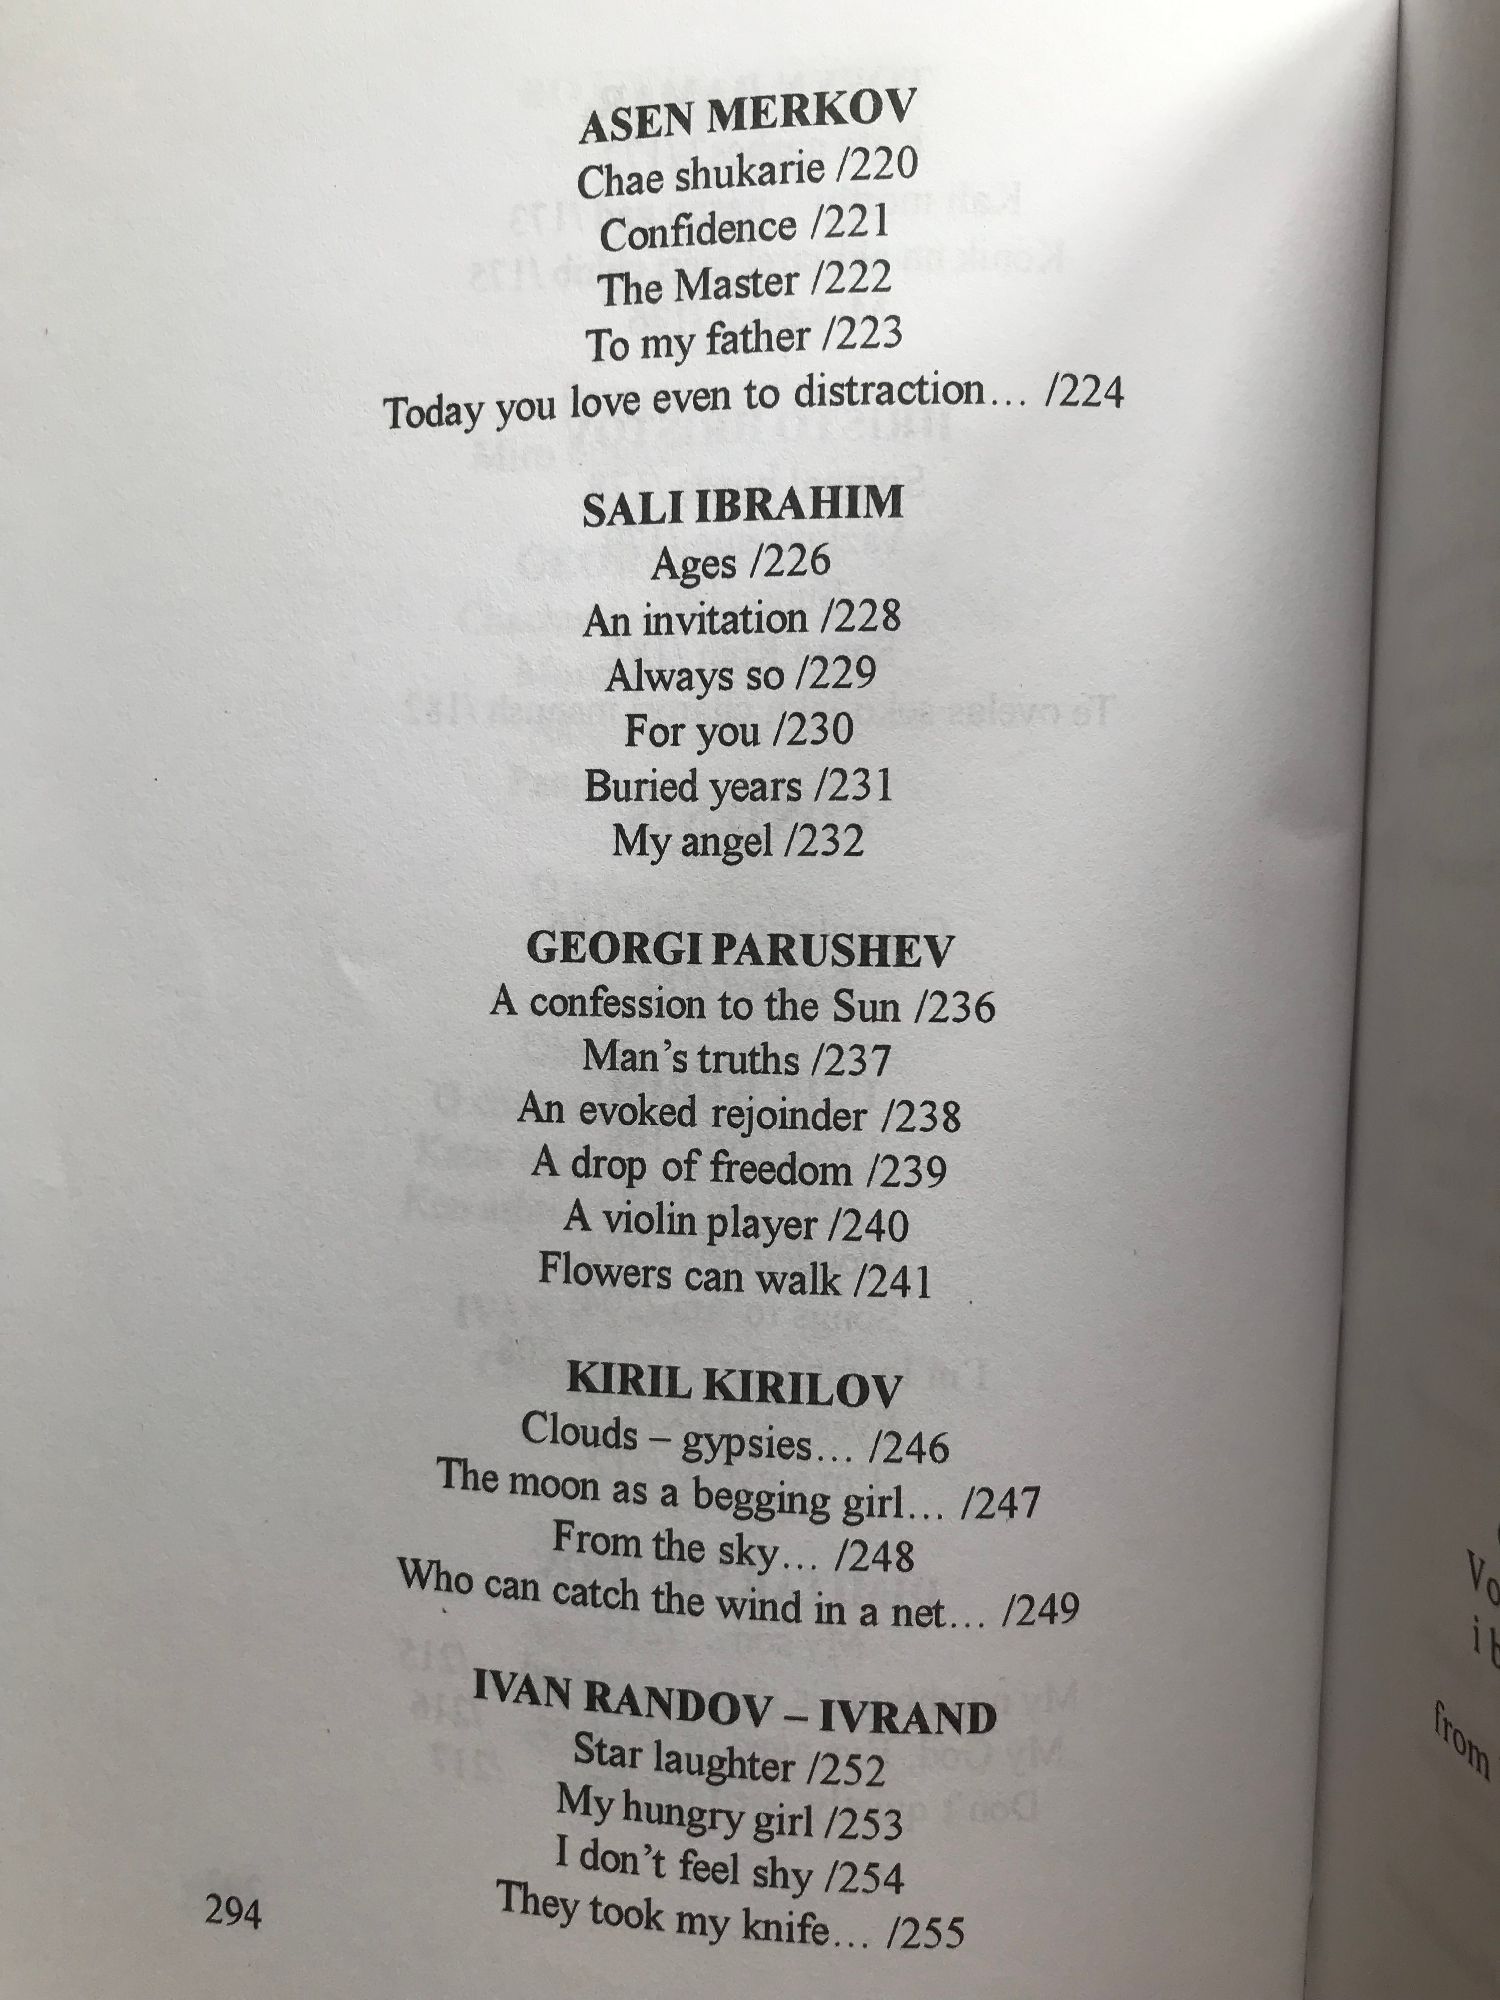 ASEN MERKOV
Chae shukarie /220
Confidence /221
The Master /222
To my father /223
Today you love even to distraction... /224
SALI IBRAHIM
Ages /226
An invitation /228
Always so /229
For you /230
Buried years /231
My angel /232
GEORGI PARUSHEV
A confession to the Sun /236
Man's truths /237
An evoked rejoinder /238
A drop of freedom /239
A violin player /240
Flowers can walk /241
KIRIL KIRILOV
Clouds – gypsies... /246
The moon as a begging girl... /247
From the sky... /248
Who can catch the wind in a net... /249
IVAN RANDOV – IVRAND
Star laughter /252
My hungry girl /253
I don't feel shy /254
They took my knife... /255
294
from